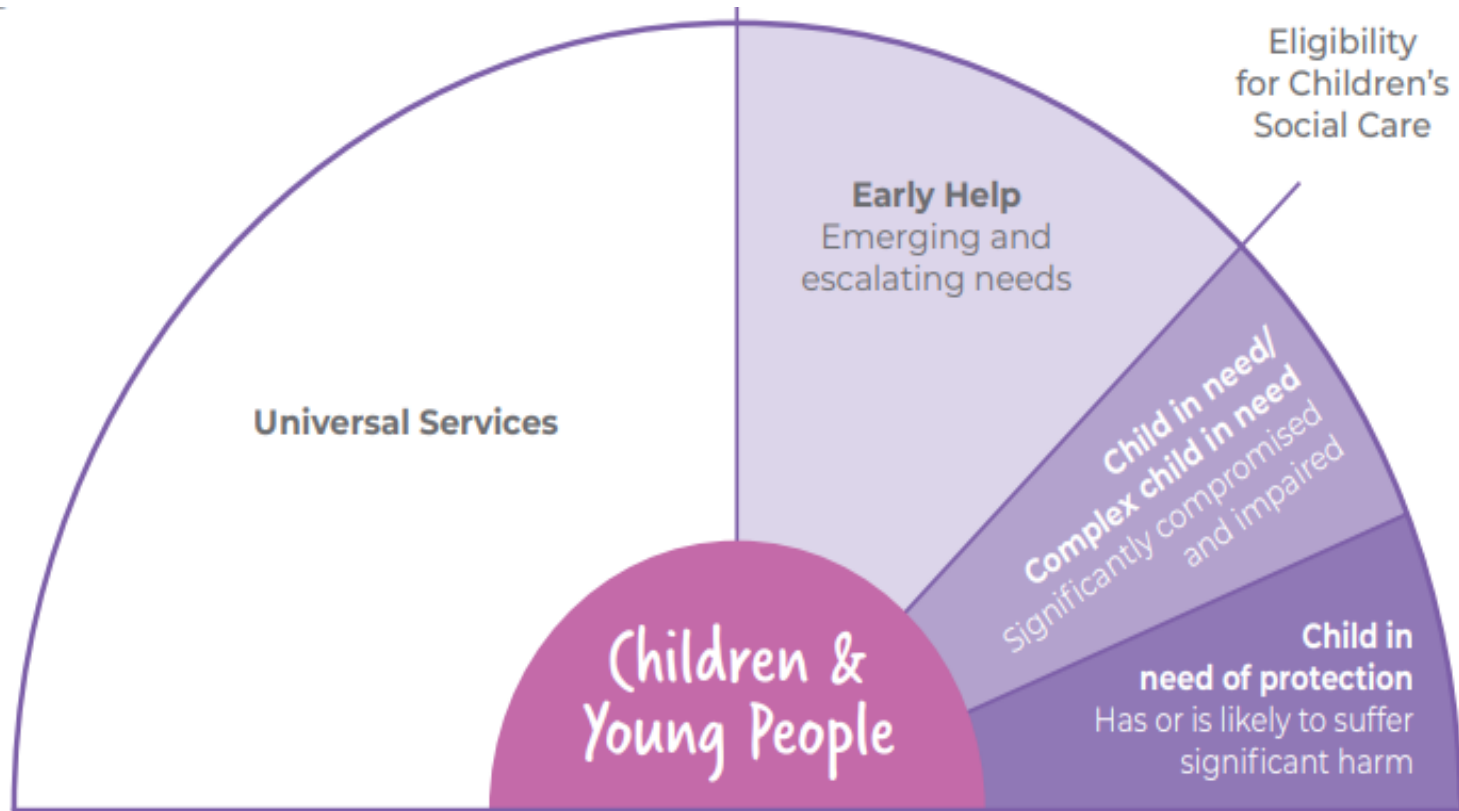 Eligibility
for Children's
Social Care
Early Help
Emerging and
escalating needs
Universal Services
Child in need/
Complex child in need
Significantly compromised
and impaired
Children &
Young People
Child in
need of protection
Has or is likely to suffer
significant harm